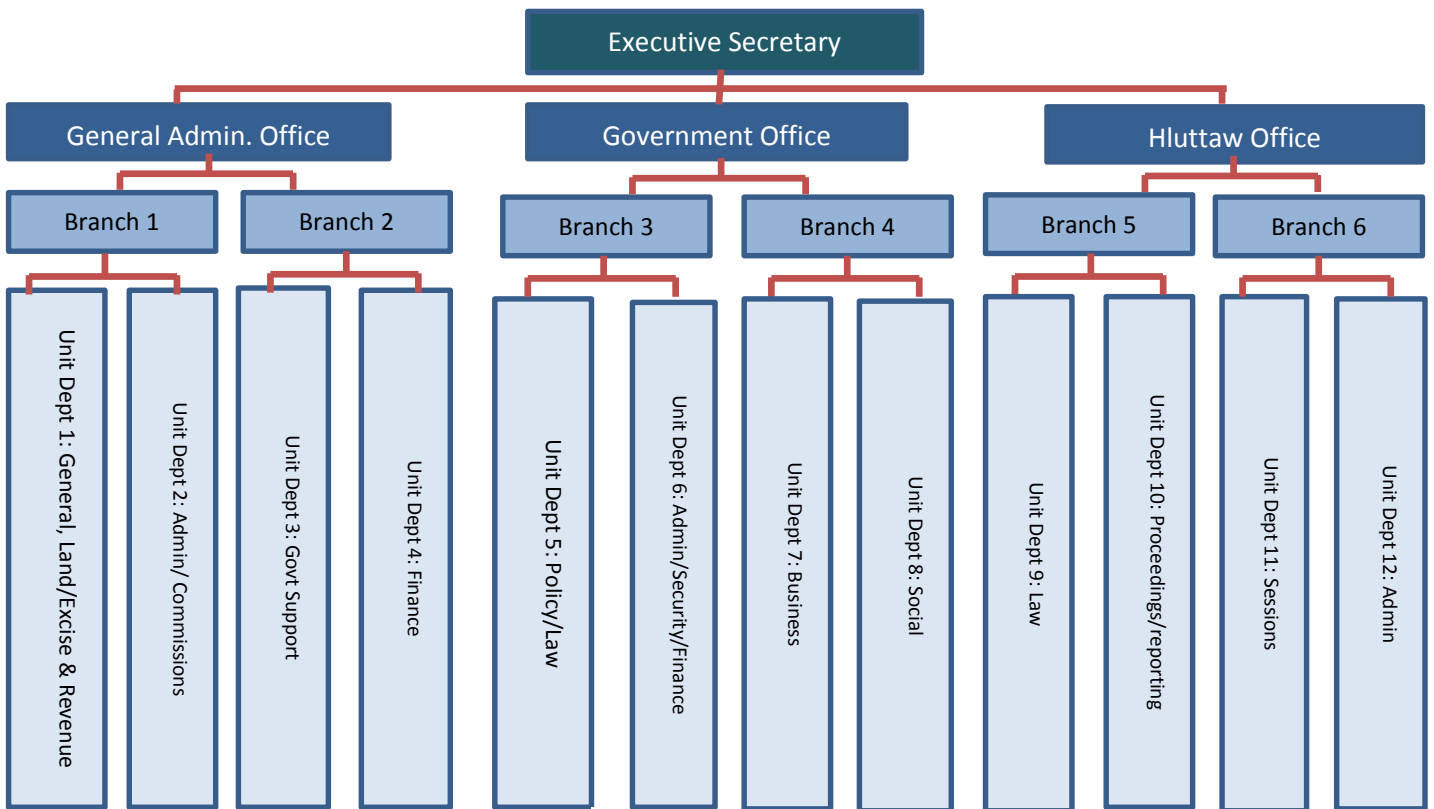 Executive Secretary
General Admin. Office
Government Office
Hluttaw Office
Branch 1
Branch 2
Branch 3
Branch 4
Branch 5
Branch 6
Unit Dept 1: General, Land/Excise & Revenue
Unit Dept 2: Admin/ Commissions
Unit Dept 3: Govt Support
Unit Dept 4: Finance
Unit Dept 5: Policy/Law
Unit Dept 6: Admin/Security/Finance
Unit Dept 7: Business
Unit Dept 8: Social
Unit Dept 9: Law
Unit Dept 10: Proceedings/reporting
Unit Dept 11: Sessions
Unit Dept 12: Admin